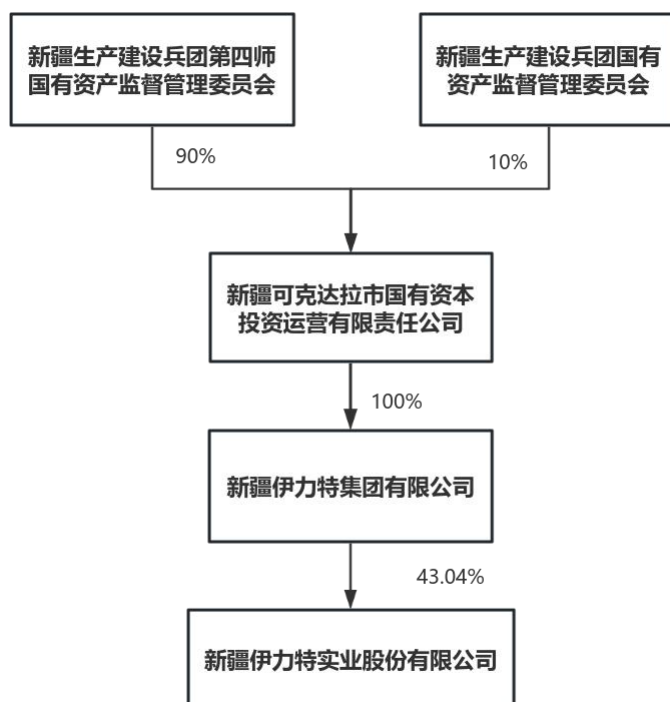 新疆生产建设兵团第四师
国有资产监督管理委员会
新疆生产建设兵团国有
资产监督管理委员会
90%
10%
新疆可克达拉市国有资本
投资运营有限责任公司
100%
新疆伊力特集团有限公司
43.04%
新疆伊力特实业股份有限公司